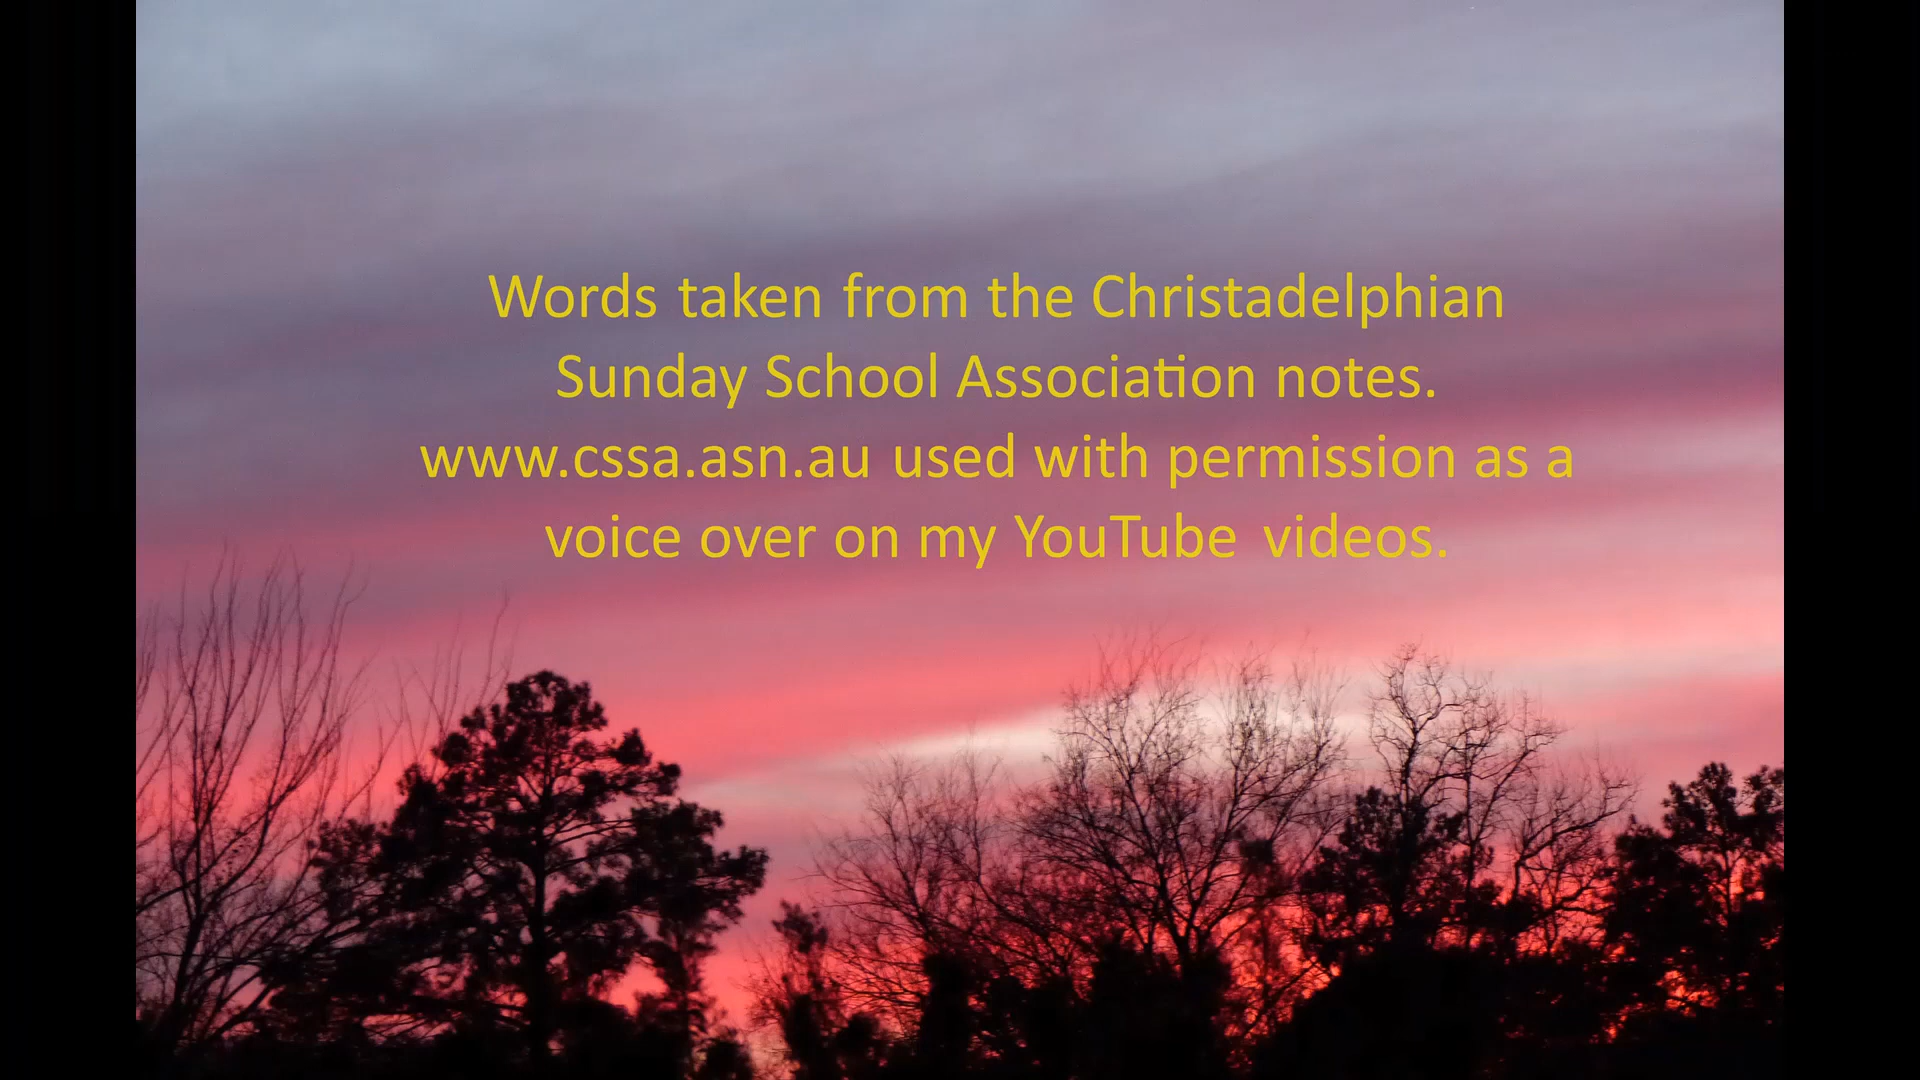 Words taken from the Christadelphian
Sunday School Association notes.
www.cssa.asn.au used with permission as a
voice over on my YouTube videos.